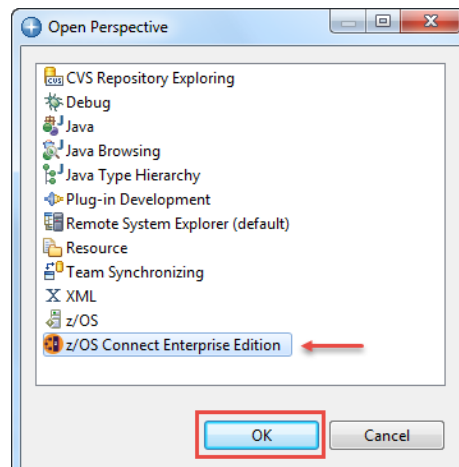 Open Perspective
CVS Repository Exploring
Debug
Java
Java Browsing
Java Type Hierarchy
Plug-in Development
Remote System Explorer (default)
Resource
Team Synchronizing
XML
z/OS
z/OS Connect Enterprise Edition
OK
Cancel